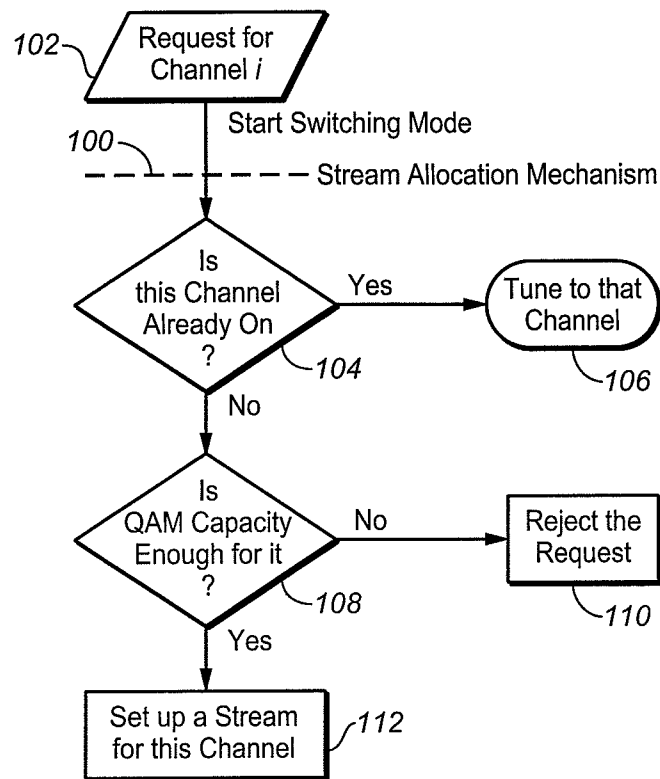 102
Request for
Channel i
Start Switching Mode
100
Stream Allocation Mechanism
Is
this Channel
Already On
?
Yes
Tune to that
Channel
104
106
No
Is
QAM Capacity
Enough for it
?
No
Reject the
Request
108
110
Yes
Set up a Stream
for this Channel
112